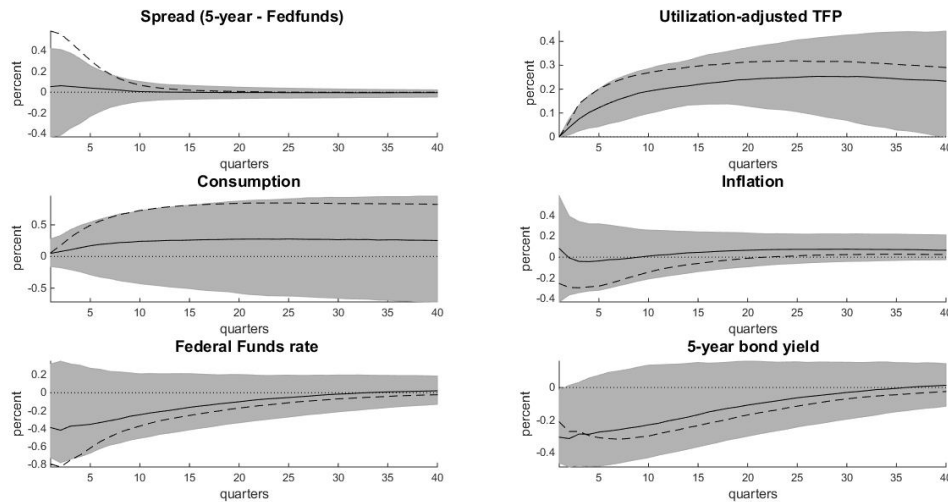 Spread (5-year - Fedfunds)
percent
0.4
0.2
0
-0.2
-0.4
5 10 15 20 25 30 35 40
quarters
Utilization-adjusted TFP
percent
0.4
0.3
0.2
0.1
0
5 10 15 20 25 30 35 40
quarters
Consumption
percent
0.5
0
-0.5
5 10 15 20 25 30 35 40
quarters
Inflation
percent
0.4
0.2
0
-0.2
-0.4
5 10 15 20 25 30 35 40
quarters
Federal Funds rate
percent
0.2
0
-0.2
-0.4
-0.6
-0.8
5 10 15 20 25 30 35 40
quarters
5-year bond yield
percent
0
-0.2
-0.4
5 10 15 20 25 30 35 40
quarters